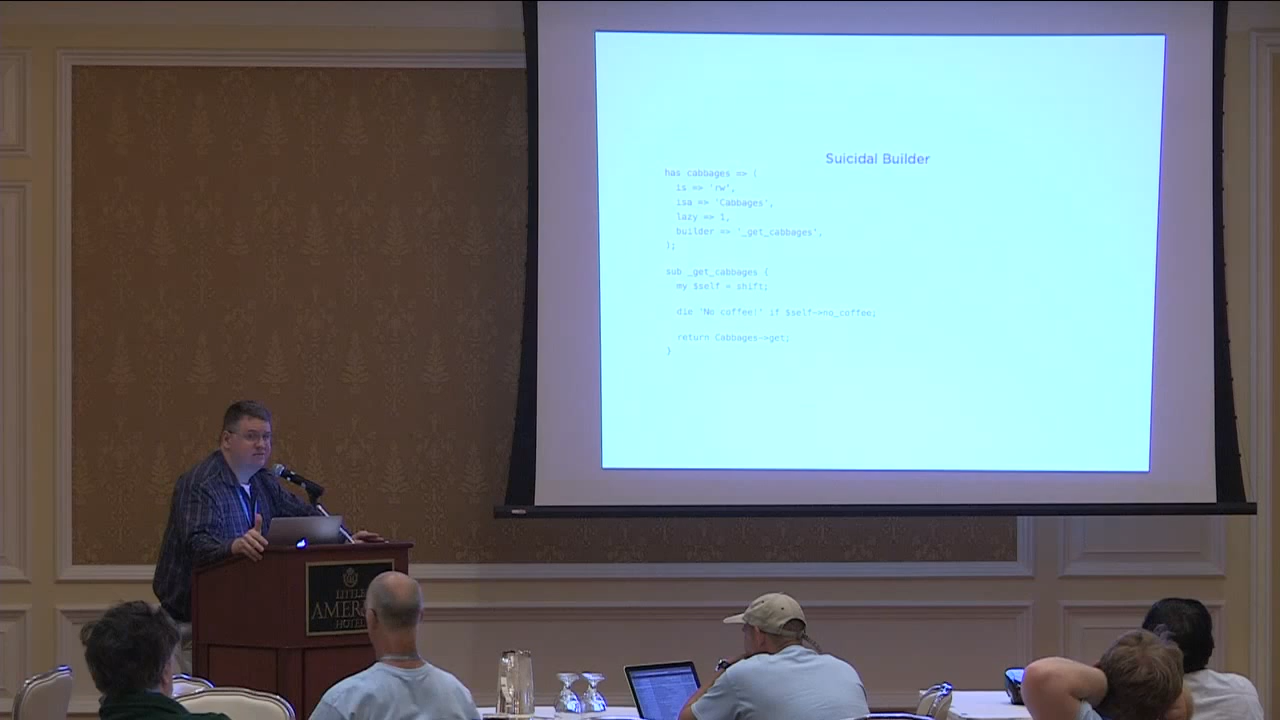 Suicidal Builder
has cabbages => (
is => 'rw',
isa => 'Cabbages',
lazy => 1,
builder => '_get_cabbages',
);
sub _get_cabbages {
my $self = shift;
die 'No coffee!' if $self->no_coffee;
return Cabbages->get;
}
LITTLE
AMER
HOTEL